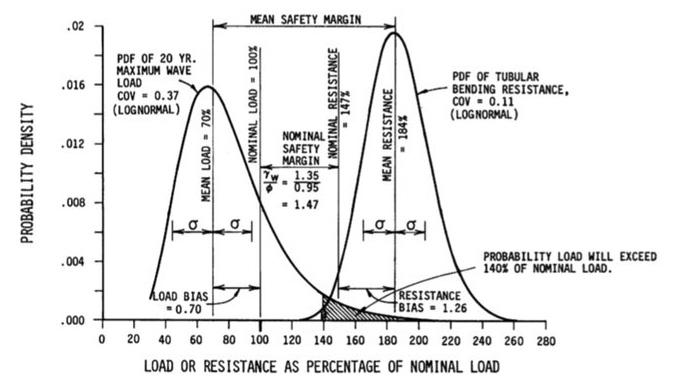 MEAN SAFETY MARGIN
.02
.016
.012
.008
.004
.000
PROBABILITY DENSITY
PDF OF 20 YR.
MAXIMUM WAVE
LOAD
COV = 0.37
(LOGNORMAL)
MEAN LOAD = 70%
NOMINAL LOAD = 100%
NOMINAL
SAFETY
MARGIN
γw/φ = 1.35/0.95
= 1.47
NOMINAL RESISTANCE
= 147%
MEAN RESISTANCE
= 184%
PDF OF TUBULAR
BENDING RESISTANCE,
COV = 0.11
(LOGNORMAL)
σ σ
σ σ
PROBABILITY LOAD WILL EXCEED
140% OF NOMINAL LOAD.
LOAD BIAS
= 0.70
RESISTANCE
BIAS = 1.26
0 20 40 60 80 100 120 140 160 180 200 220 240 260 280
LOAD OR RESISTANCE AS PERCENTAGE OF NOMINAL LOAD